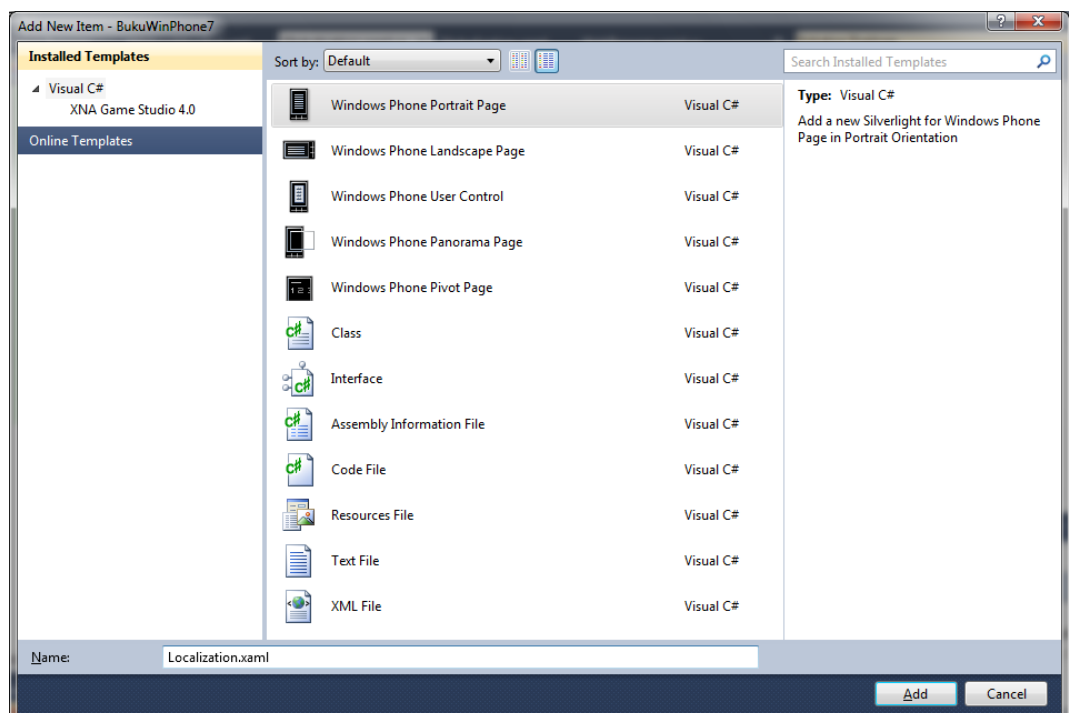 Add New Item - BukuWinPhone7
Installed Templates
Visual C#
XNA Game Studio 4.0
Online Templates
Sort by: Default
Search Installed Templates
Windows Phone Portrait Page Visual C#
Windows Phone Landscape Page Visual C#
Windows Phone User Control Visual C#
Windows Phone Panorama Page Visual C#
Windows Phone Pivot Page Visual C#
Class Visual C#
Interface Visual C#
Assembly Information File Visual C#
Code File Visual C#
Resources File Visual C#
Text File Visual C#
XML File Visual C#
Type: Visual C#
Add a new Silverlight for Windows Phone
Page in Portrait Orientation
Name: Localization.xaml
Add Cancel